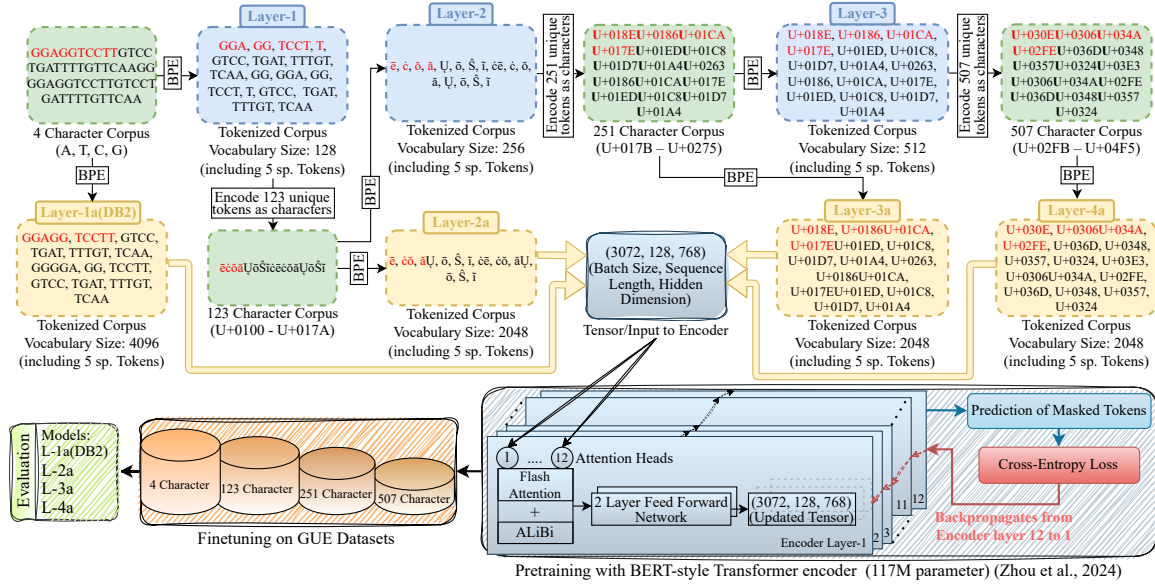 GGAGGTCCTTGTCC
TGATTTTGTTCAAGG
GGAGGTCCTTGTCCT
GATTTTGTTCAA
4 Character Corpus
(A, T, C, G)
BPE
Layer-1
GGA, GG, TCCT, T,
GTCC, TGAT, TTTGT,
TCAA, GG, GGA, GG,
TCCT, T, GTCC, TGAT,
TTTGT, TCAA
Tokenized Corpus
Vocabulary Size: 128
(including 5 sp. Tokens)
BPE
Layer-2
ē, ċ, ŏ, ă, Ų, ō, Ŝ, ĩ, ċē, ċ, ŏ,
ă, Ų, ō, Ŝ, ĩ
Tokenized Corpus
Vocabulary Size: 256
(including 5 sp. Tokens)
Encode 251 unique
tokens as characters
U+018EU+0186U+01CA
U+017EU+01EDU+01C8
U+01D7U+01A4U+0263
U+0186U+01CAU+017E
U+01EDU+01C8U+01D7
U+01A4
251 Character Corpus
(U+017B – U+0275)
BPE
Layer-3
U+018E, U+0186, U+01CA,
U+017E, U+01ED, U+01C8,
U+01D7, U+01A4, U+0263,
U+0186, U+01CA, U+017E,
U+01ED, U+01C8, U+01D7,
U+01A4
Tokenized Corpus
Vocabulary Size: 512
(including 5 sp. Tokens)
Encode 507 unique
tokens as characters
U+030EU+0306U+034A
U+02FEU+036DU+0348
U+0357U+0324U+03E3
U+0306U+034AU+02FE
U+036DU+0348U+0357
U+0324
507 Character Corpus
(U+02FB – U+04F5)
BPE
Encode 123 unique
tokens as characters
BPE
BPE
Layer-1a(DB2)
GGAGG, TCCTT, GTCC,
TGAT, TTTGT, TCAA,
GGGGA, GG, TCCTT,
GTCC, TGAT, TTTGT,
TCAA
Tokenized Corpus
Vocabulary Size: 4096
(including 5 sp. Tokens)
ēċŏăŲōŜĩċēċŏăŲōŜĩ
123 Character Corpus
(U+0100 - U+017A)
BPE
Layer-2a
ē, ċŏ, ăŲ, ō, Ŝ, ĩ, ċē, ċŏ, ăŲ,
ō, Ŝ, ĩ
Tokenized Corpus
Vocabulary Size: 2048
(including 5 sp. Tokens)
(3072, 128, 768)
(Batch Size, Sequence
Length, Hidden
Dimension)
Tensor/Input to Encoder
Layer-3a
U+018E, U+0186U+01CA,
U+017EU+01ED, U+01C8,
U+01D7, U+01A4, U+0263,
U+0186U+01CA,
U+017EU+01ED, U+01C8,
U+01D7, U+01A4
Tokenized Corpus
Vocabulary Size: 2048
(including 5 sp. Tokens)
BPE
Layer-4a
U+030E, U+0306U+034A,
U+02FE, U+036D, U+0348,
U+0357, U+0324, U+03E3,
U+0306U+034A, U+02FE,
U+036D, U+0348, U+0357,
U+0324
Tokenized Corpus
Vocabulary Size: 2048
(including 5 sp. Tokens)
Evaluation
Models:
L-1a(DB2)
L-2a
L-3a
L-4a
4 Character
123 Character
251 Character
507 Character
Finetuning on GUE Datasets
1 .... 12 Attention Heads
Flash
Attention
+
ALiBi
2 Layer Feed Forward
Network
(3072, 128, 768)
(Updated Tensor)
Encoder Layer-1
2
3
11
12
Prediction of Masked Tokens
Cross-Entropy Loss
Backpropagates from
Encoder layer 12 to 1
Pretraining with BERT-style Transformer encoder (117M parameter) (Zhou et al., 2024)